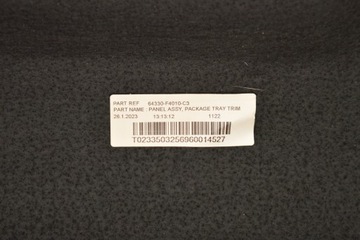 PART REF 64330-F4010-C3
PART NAME : PANEL ASSY, PACKAGE TRAY TRIM
26.1.2023 13:13:12 1122
T0233503256960014527